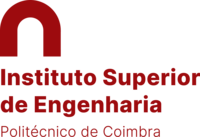 Instituto Superior
de Engenharia
Politécnico de Coimbra